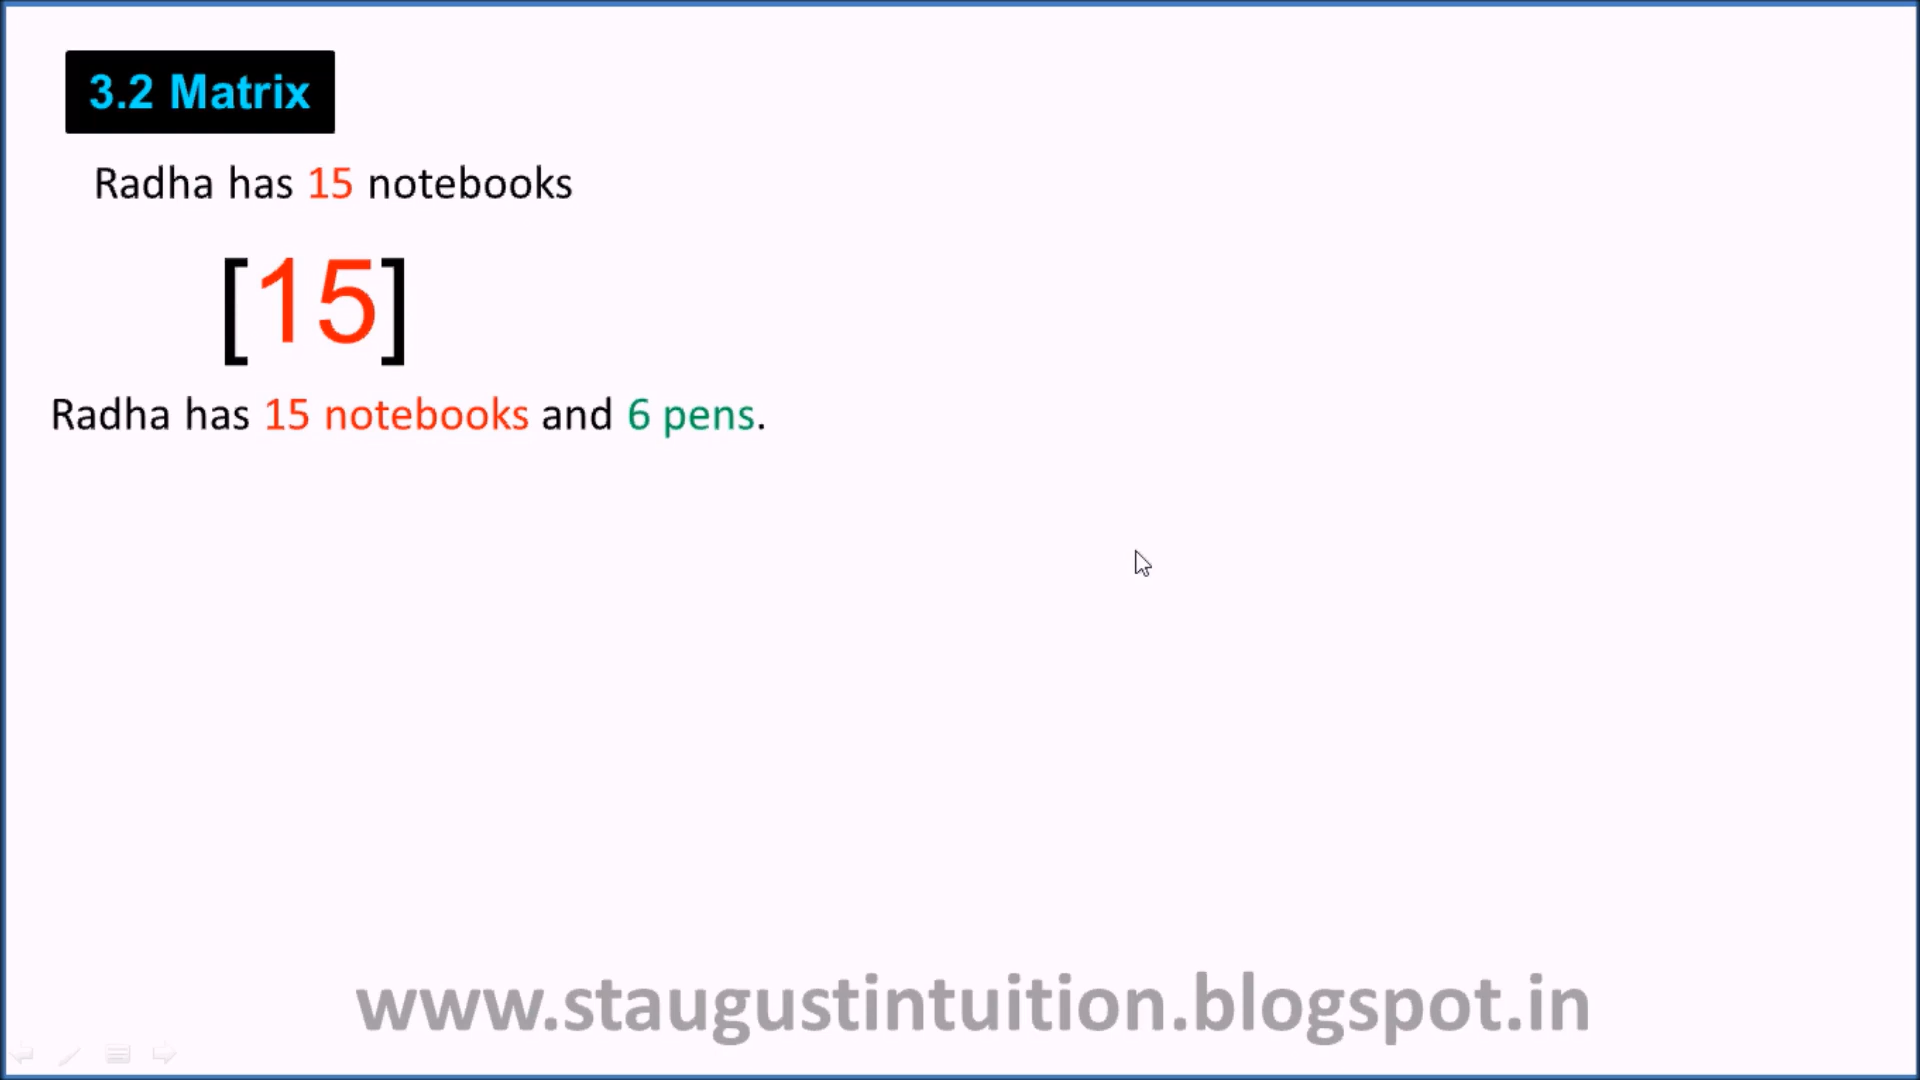 3.2 Matrix
Radha has 15 notebooks
[15]
Radha has 15 notebooks and 6 pens.
www.staugustintuition.blogspot.in